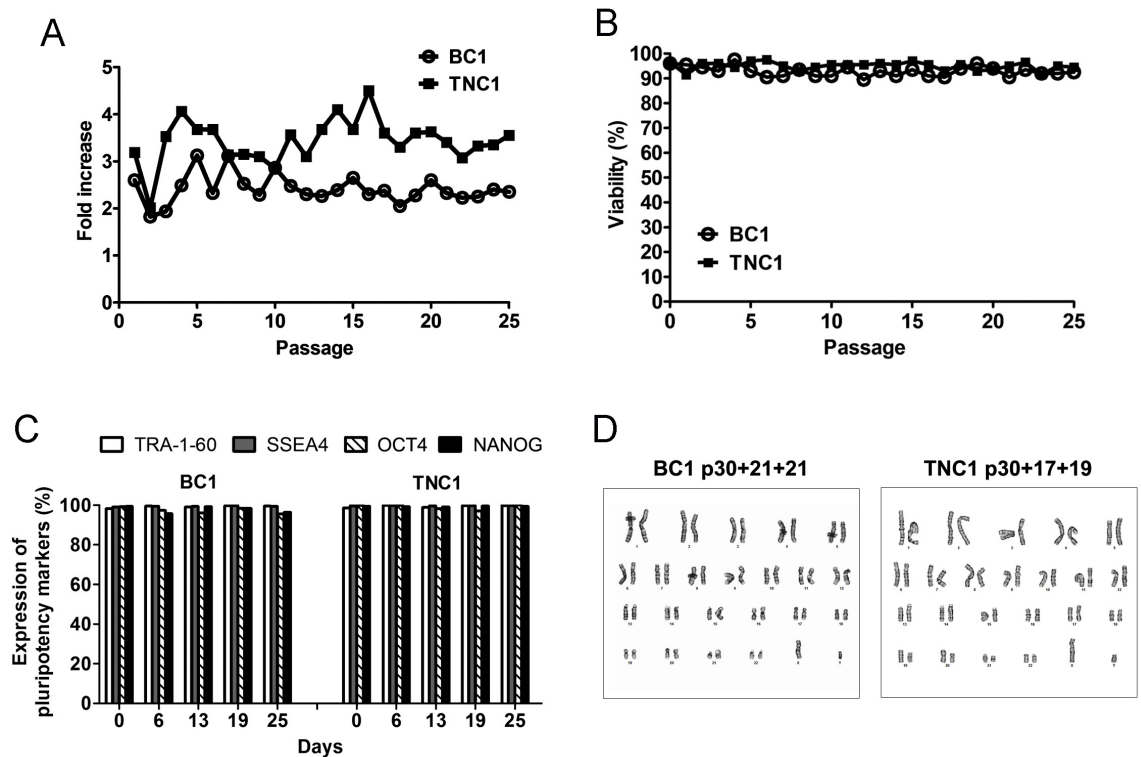 A
BC1
TNC1
5
4
3
2
1
0
Fold increase
0 5 10 15 20 25
Passage
B
100
90
80
70
60
50
40
30
20
10
0
Viability (%)
BC1
TNC1
0 5 10 15 20 25
Passage
C
TRA-1-60 SSEA4 OCT4 NANOG
BC1 TNC1
100
80
60
40
20
0
Expression of
pluripotency markers (%)
0 6 13 19 25 0 6 13 19 25
Days
D
BC1 p30+21+21
TNC1 p30+17+19